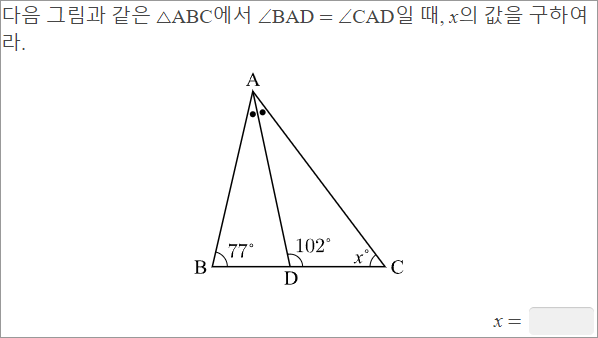 다음 그림과 같은 △ABC에서 ∠BAD = ∠CAD일 때, x의 값을 구하여
라.
A
77°
102°
x°
B
D
C
x =